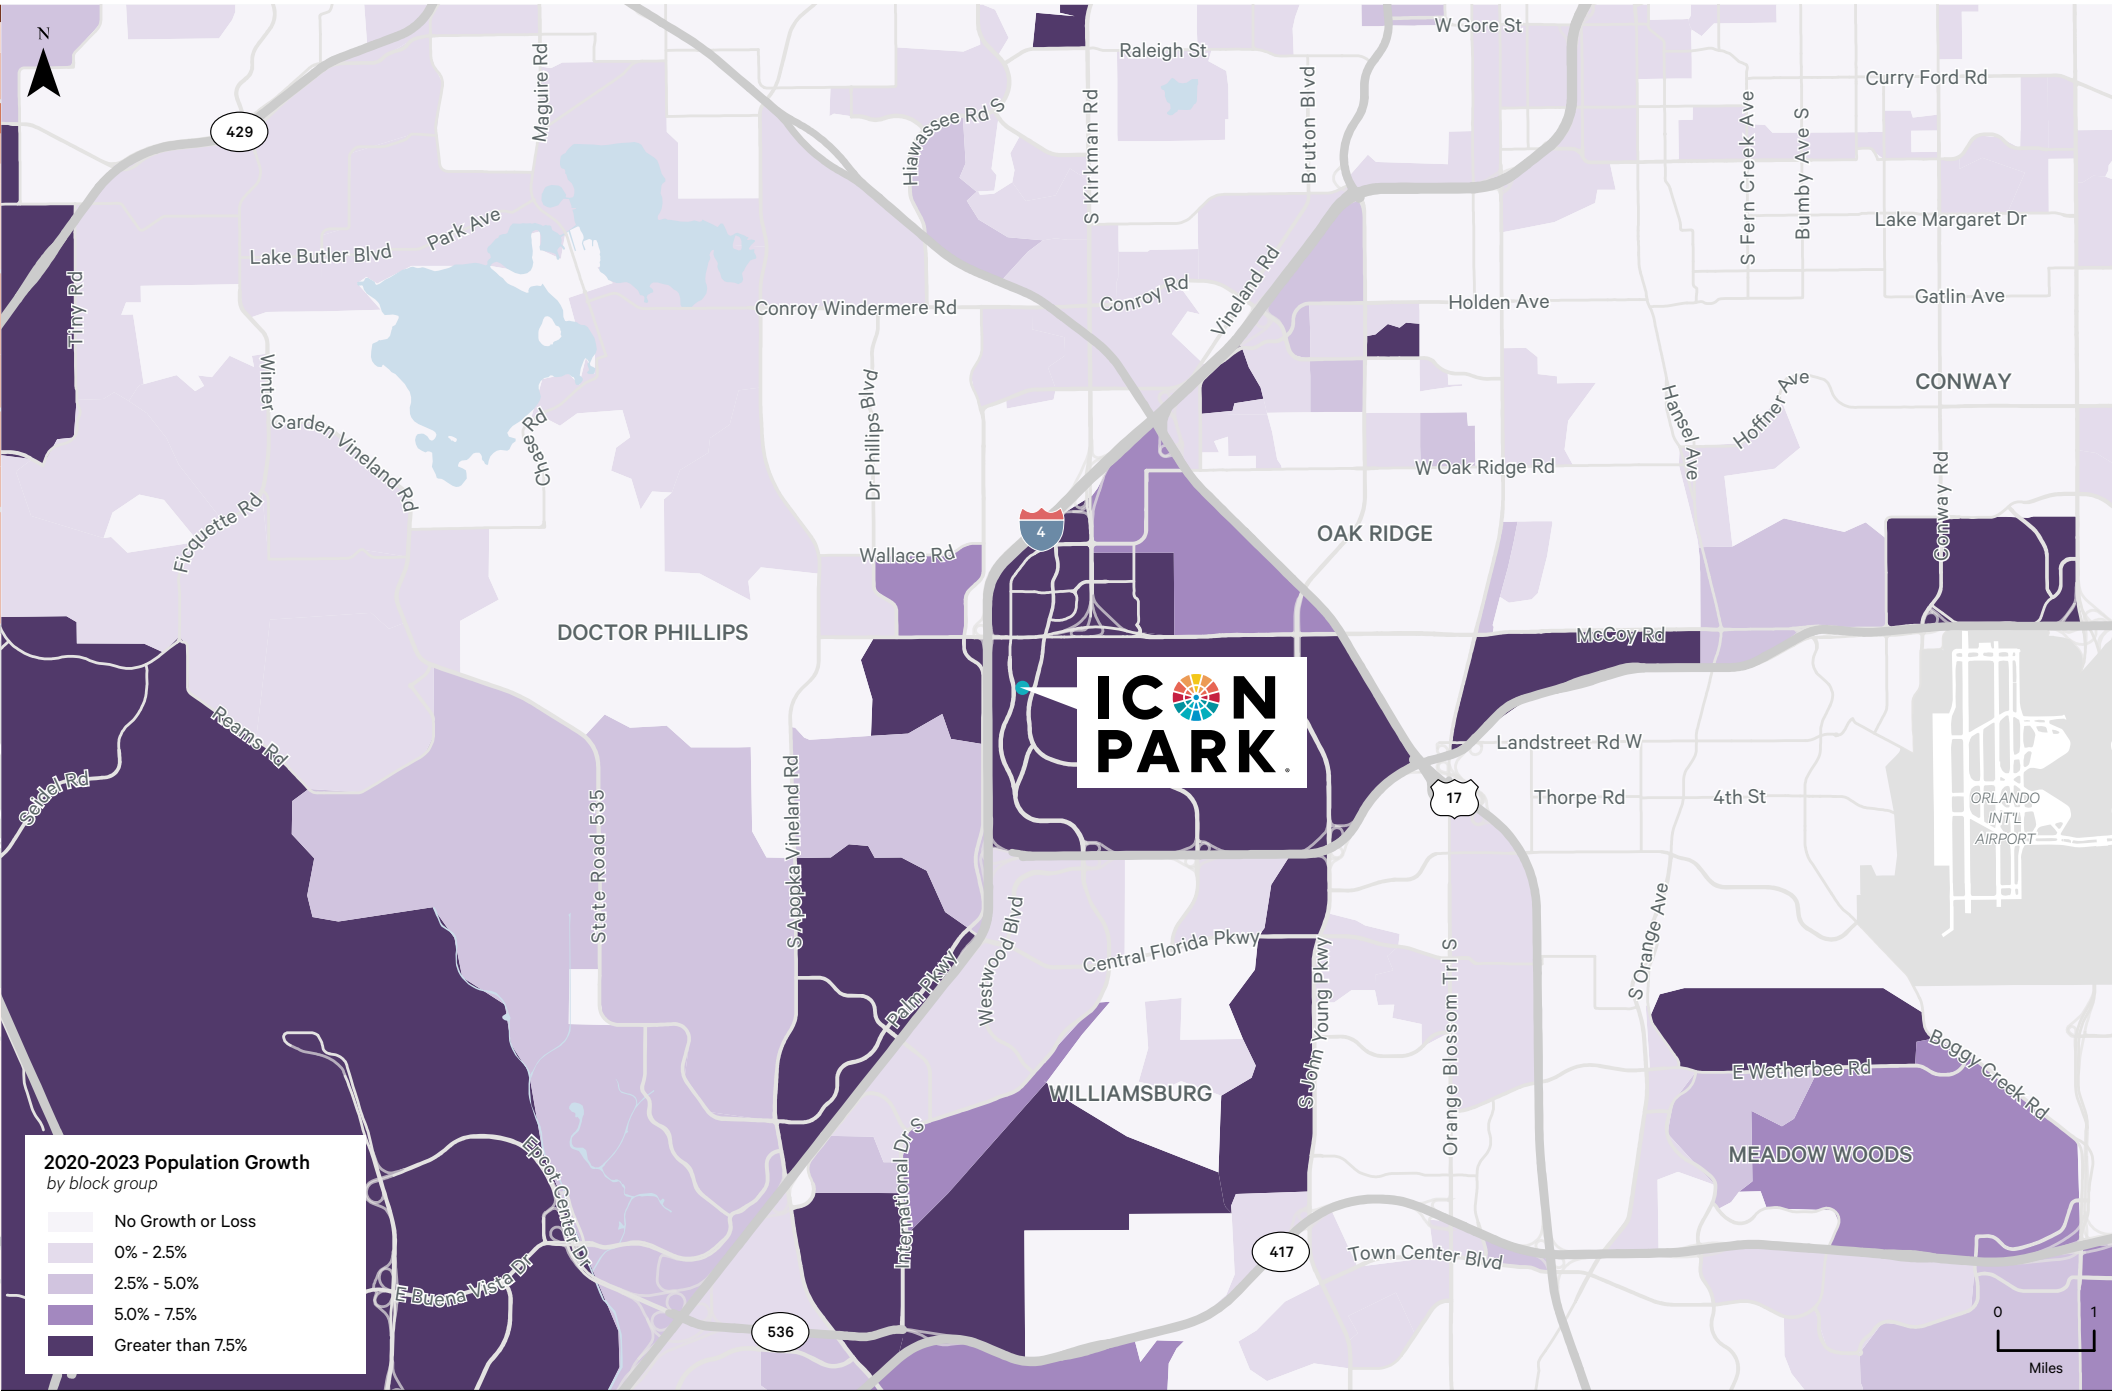 N
W Gore St
Raleigh St
Curry Ford Rd
429
Maguire Rd
Hiawassee Rd S
S Kirkman Rd
Bruton Blvd
S Fern Creek Ave
Bumby Ave S
Lake Margaret Dr
Park Ave
Lake Butler Blvd
Tiny Rd
Conroy Rd
Vineland Rd
Conroy Windermere Rd
Holden Ave
Gatlin Ave
Winter Garden Vineland Rd
Chase Rd
Dr Phillips Blvd
Hansel Ave
Hoffner Ave
CONWAY
W Oak Ridge Rd
Conway Rd
Ficquette Rd
4
OAK RIDGE
Wallace Rd
DOCTOR PHILLIPS
McCoy Rd
ICON
PARK
Reams Rd
Seidel Rd
Landstreet Rd W
17
Thorpe Rd
4th St
ORLANDO
INT'L
AIRPORT
State Road 535
S Apopka Vineland Rd
Palm Pkwy
Westwood Blvd
Central Florida Pkwy
S John Young Pkwy
Orange Blossom Trl S
S Orange Ave
Boggy Creek Rd
E Wetherbee Rd
WILLIAMSBURG
MEADOW WOODS
International Dr S
Epcot Center Dr
E Buena Vista Dr
417
Town Center Blvd
536
2020-2023 Population Growth
by block group
No Growth or Loss
0% - 2.5%
2.5% - 5.0%
5.0% - 7.5%
Greater than 7.5%
0 1
Miles